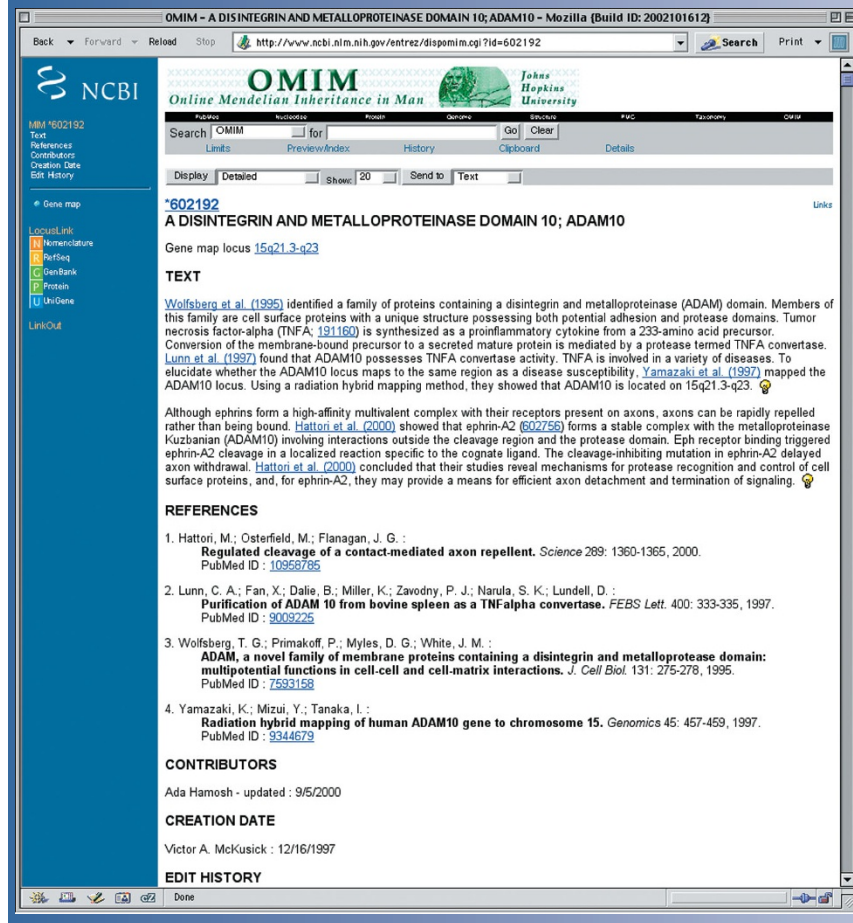 OMIM - A DISINTEGRIN AND METALLOPROTEINASE DOMAIN 10; ADAM10 - Mozilla {Build ID: 2002101612}
Back Forward Reload Stop http://www.ncbi.nlm.nih.gov/entrez/dispomim.cgi?id=602192 Search Print
NCBI
OMIM
Online Mendelian Inheritance in Man
Johns
Hopkins
University
PubMed Nucleotide Protein Genome Structure PMC Taxonomy OMIM
Search OMIM for Go Clear
Limits Preview/Index History Clipboard Details
Display Detailed Show: 20 Send to Text
MIM *602192
Text
References
Contributors
Creation Date
Edit History
Gene map
LocusLink
N Nomenclature
R RefSeq
G GenBank
P Protein
U UniGene
LinkOut
*602192 Links
A DISINTEGRIN AND METALLOPROTEINASE DOMAIN 10; ADAM10
Gene map locus 15q21.3-q23
TEXT
Wolfsberg et al. (1995) identified a family of proteins containing a disintegrin and metalloproteinase (ADAM) domain. Members of
this family are cell surface proteins with a unique structure possessing both potential adhesion and protease domains. Tumor
necrosis factor-alpha (TNFA; 191160) is synthesized as a proinflammatory cytokine from a 233-amino acid precursor.
Conversion of the membrane-bound precursor to a secreted mature protein is mediated by a protease termed TNFA convertase.
Lunn et al. (1997) found that ADAM10 possesses TNFA convertase activity. TNFA is involved in a variety of diseases. To
elucidate whether the ADAM10 locus maps to the same region as a disease susceptibility, Yamazaki et al. (1997) mapped the
ADAM10 locus. Using a radiation hybrid mapping method, they showed that ADAM10 is located on 15q21.3-q23.
Although ephrins form a high-affinity multivalent complex with their receptors present on axons, axons can be rapidly repelled
rather than being bound. Hattori et al. (2000) showed that ephrin-A2 (602756) forms a stable complex with the metalloproteinase
Kuzbanian (ADAM10) involving interactions outside the cleavage region and the protease domain. Eph receptor binding triggered
ephrin-A2 cleavage in a localized reaction specific to the cognate ligand. The cleavage-inhibiting mutation in ephrin-A2 delayed
axon withdrawal. Hattori et al. (2000) concluded that their studies reveal mechanisms for protease recognition and control of cell
surface proteins, and, for ephrin-A2, they may provide a means for efficient axon detachment and termination of signaling.
REFERENCES
1. Hattori, M.; Osterfield, M.; Flanagan, J. G. :
Regulated cleavage of a contact-mediated axon repellent. Science 289: 1360-1365, 2000.
PubMed ID : 10958785
2. Lunn, C. A.; Fan, X.; Dalie, B.; Miller, K.; Zavodny, P. J.; Narula, S. K.; Lundell, D. :
Purification of ADAM 10 from bovine spleen as a TNFalpha convertase. FEBS Lett. 400: 333-335, 1997.
PubMed ID : 9009225
3. Wolfsberg, T. G.; Primakoff, P.; Myles, D. G.; White, J. M. :
ADAM, a novel family of membrane proteins containing a disintegrin and metalloprotease domain:
multipotential functions in cell-cell and cell-matrix interactions. J. Cell Biol. 131: 275-278, 1995.
PubMed ID : 7593158
4. Yamazaki, K.; Mizui, Y.; Tanaka, I. :
Radiation hybrid mapping of human ADAM10 gene to chromosome 15. Genomics 45: 457-459, 1997.
PubMed ID : 9344679
CONTRIBUTORS
Ada Hamosh - updated : 9/5/2000
CREATION DATE
Victor A. McKusick : 12/16/1997
EDIT HISTORY
Done